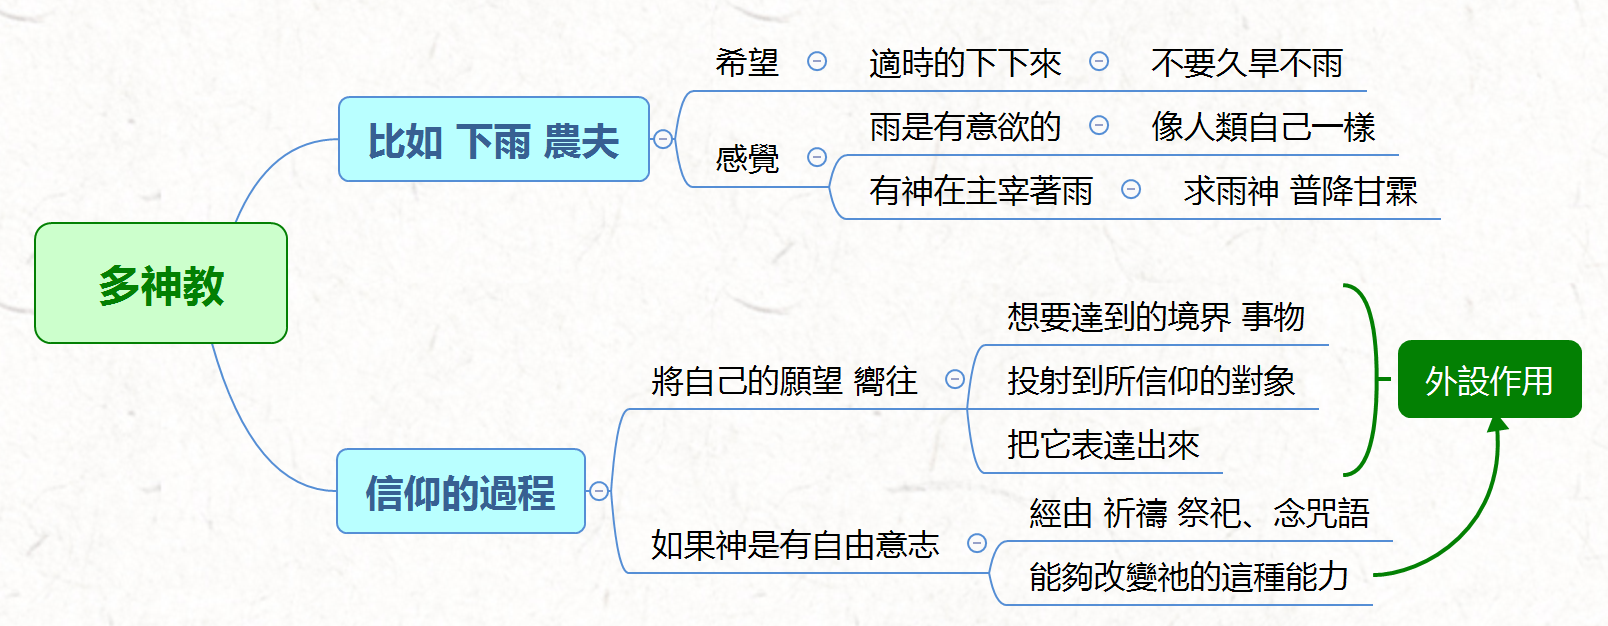 多神教
比如 下雨 農夫
希望
適時的下下來
不要久旱不雨
感覺
雨是有意欲的
像人類自己一樣
有神在主宰著雨
求雨神 普降甘霖
信仰的過程
將自己的願望 嚮往
想要達到的境界 事物
投射到所信仰的對象
把它表達出來
外設作用
如果神是有自由意志
經由 祈禱 祭祀、念咒語
能夠改變祂的這種能力